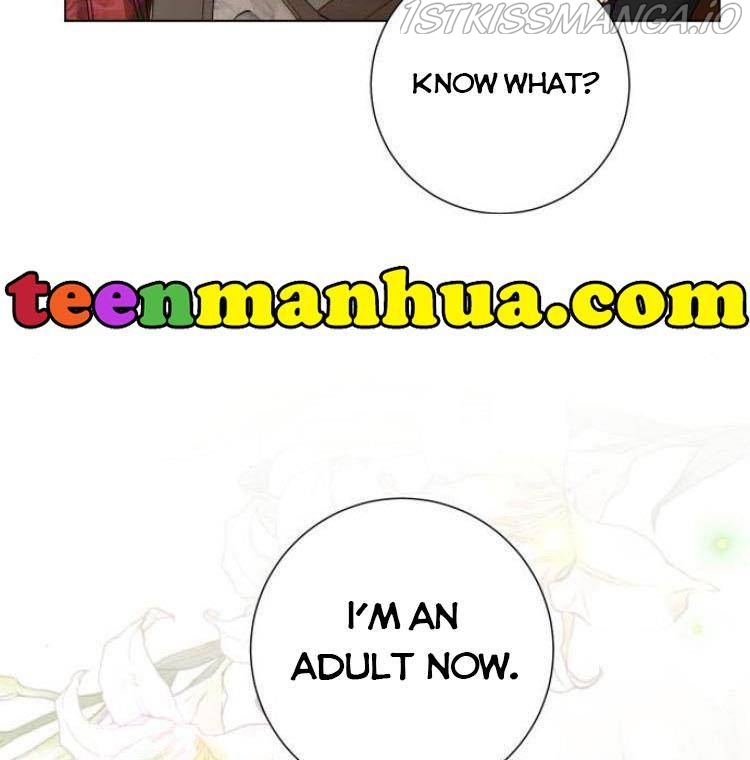 1STKISSMANGA.IO
KNOW WHAT?
teenmanhua.com
I'M AN
ADULT NOW.